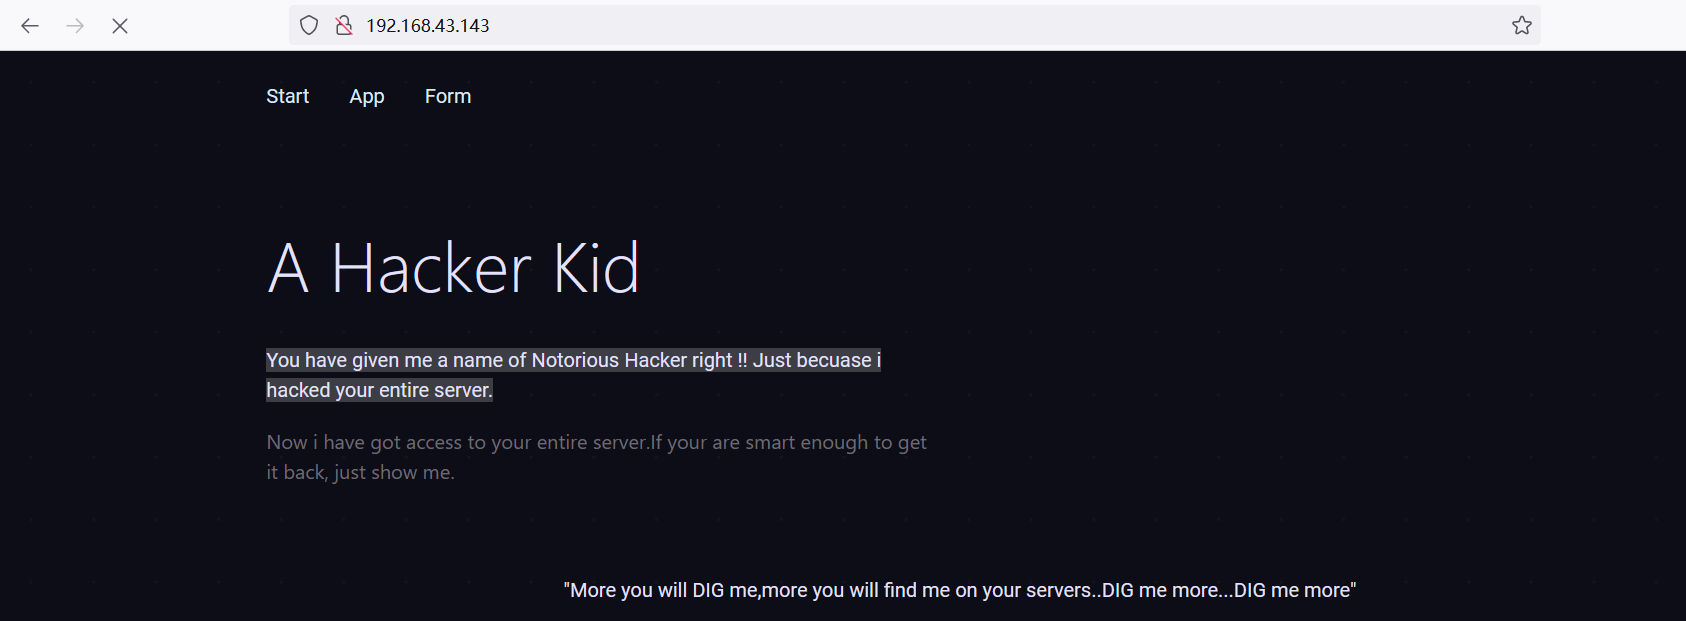 192.168.43.143
Start App Form
A Hacker Kid
You have given me a name of Notorious Hacker right !! Just becuase i
hacked your entire server.
Now i have got access to your entire server.If your are smart enough to get
it back, just show me.
"More you will DIG me,more you will find me on your servers..DIG me more...DIG me more"